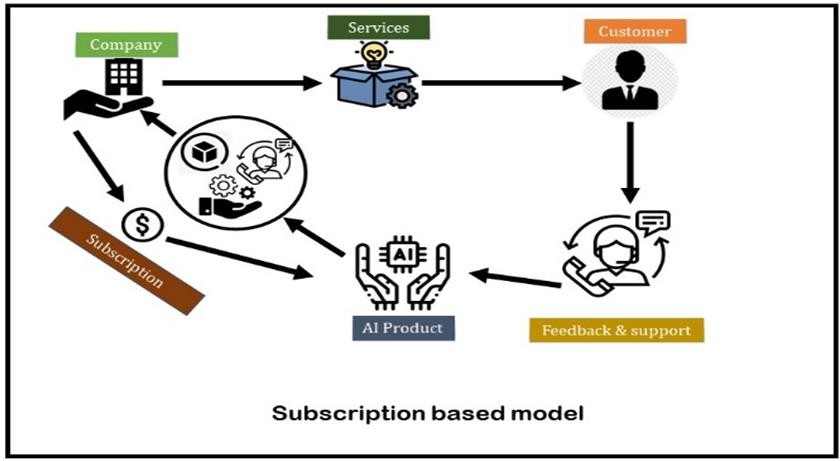 Company
Services
Customer
$
Subscription
AI
AI Product
Feedback & support
Subscription based model